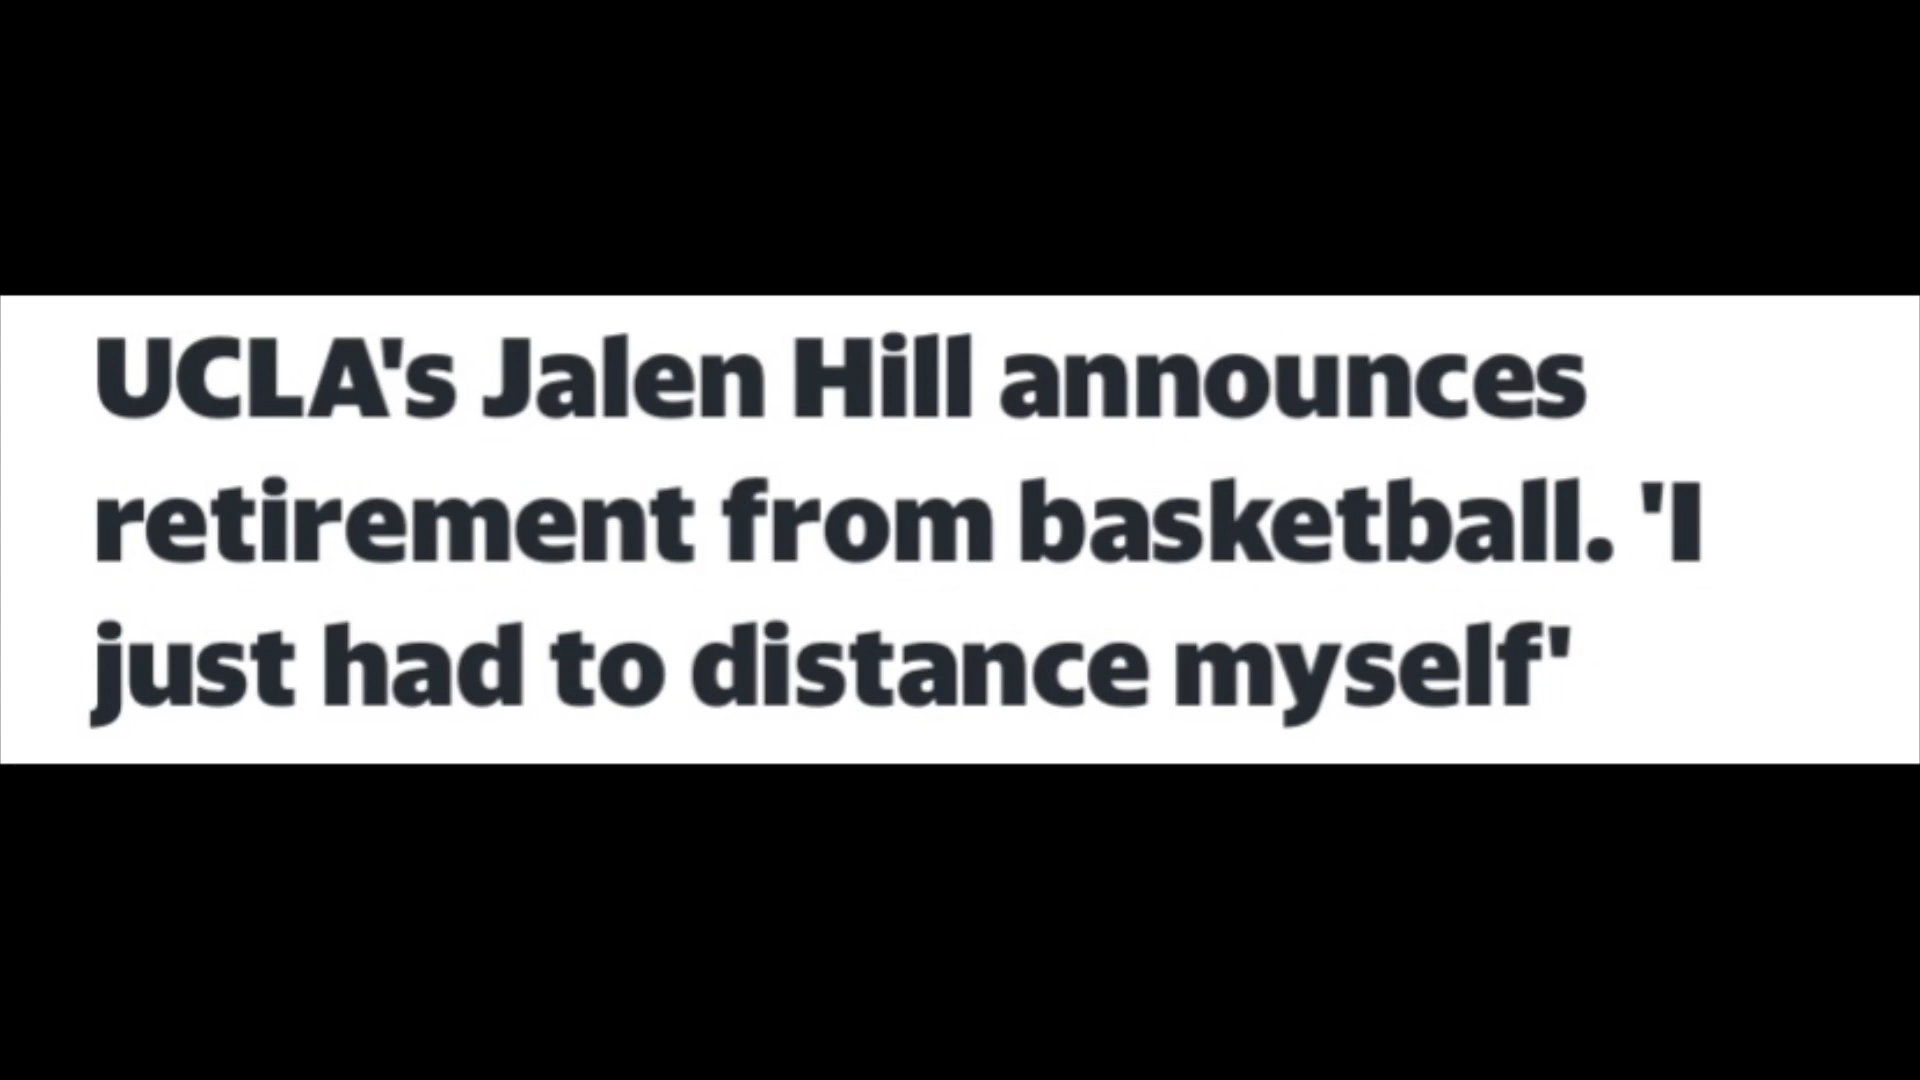 UCLA's Jalen Hill announces
retirement from basketball. 'I
just had to distance myself'